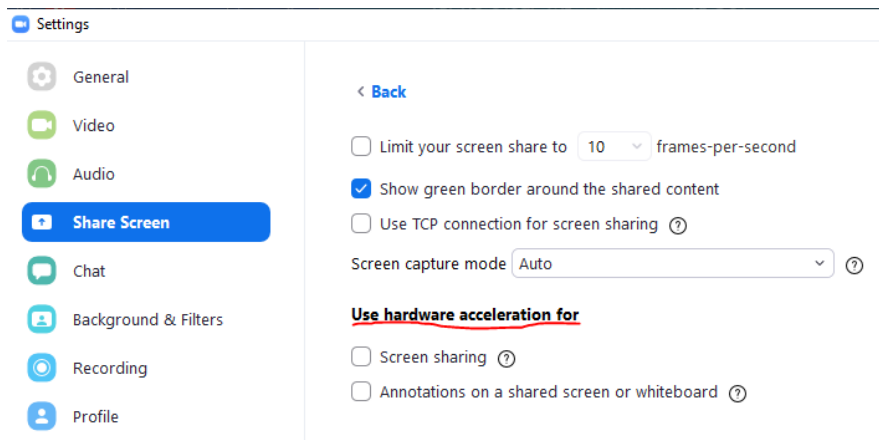 Settings
General
Video
Audio
Share Screen
Chat
Background & Filters
Recording
Profile
Back
Limit your screen share to 10 frames-per-second
Show green border around the shared content
Use TCP connection for screen sharing ?
Screen capture mode Auto ?
Use hardware acceleration for
Screen sharing ?
Annotations on a shared screen or whiteboard ?